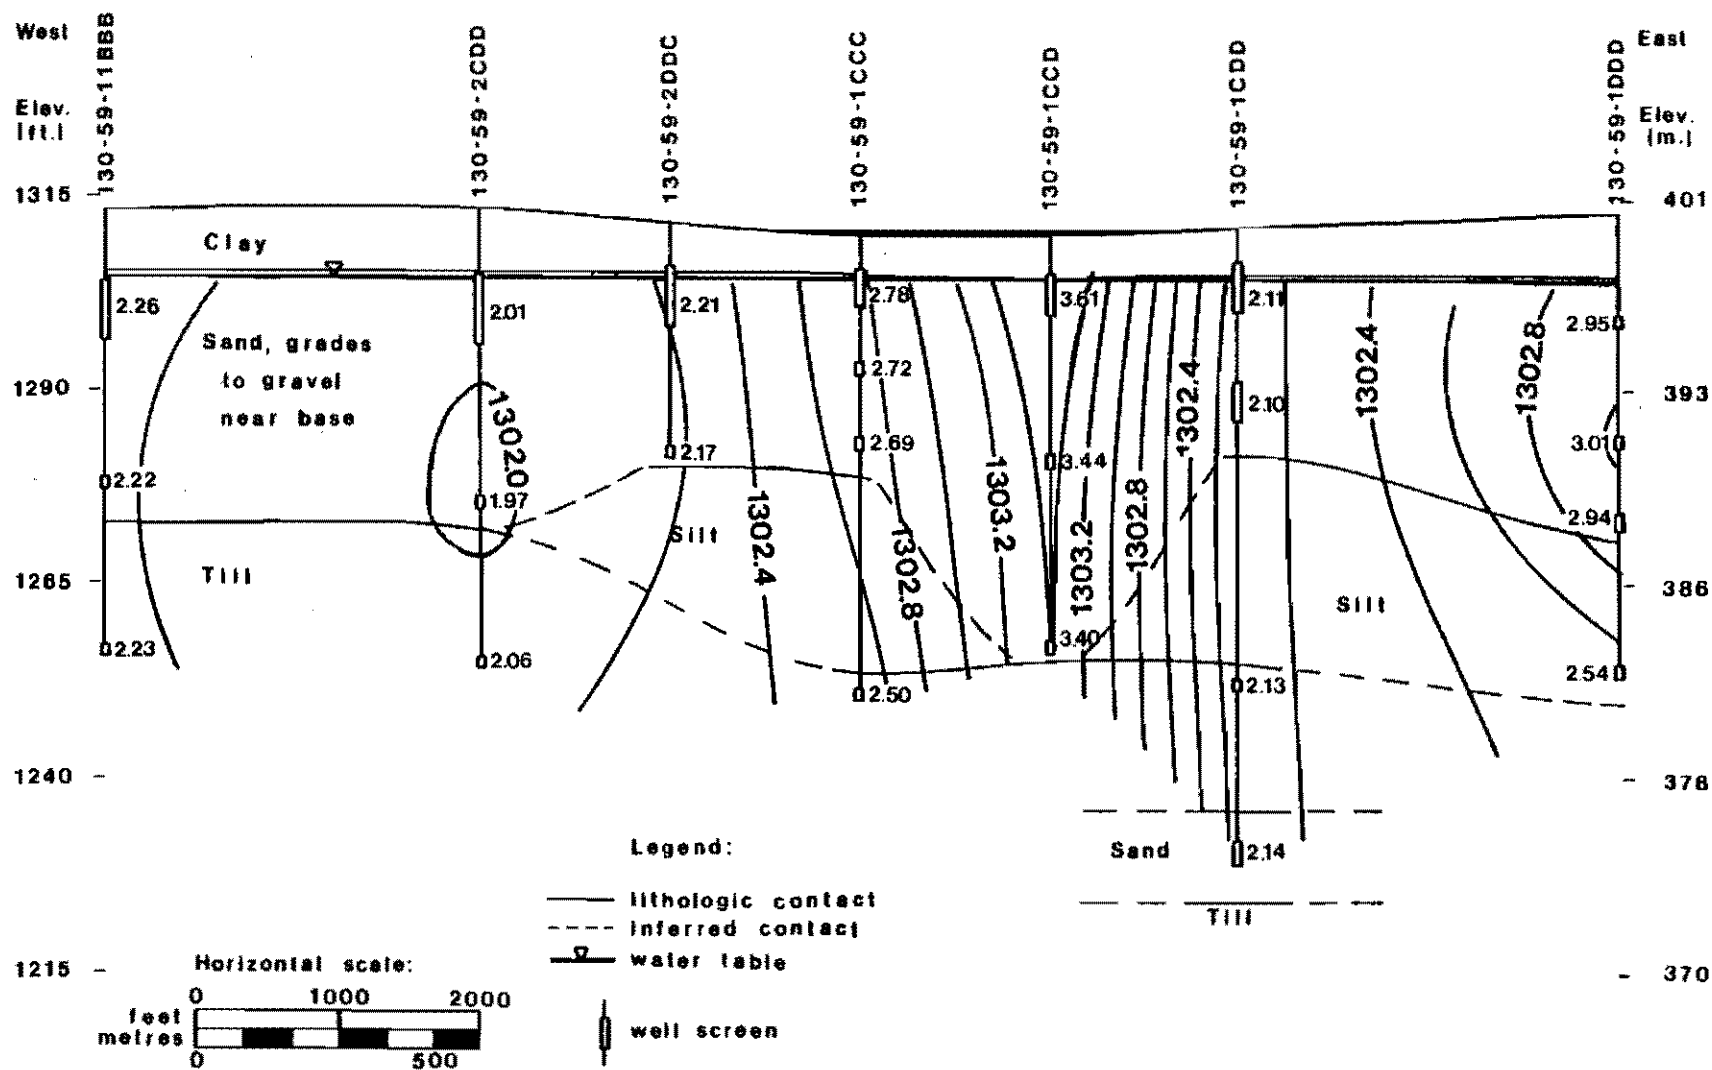 West
East
Elev.
[ft.]
Elev.
[m.]
130-59-11BBB
130-59-2CDD
130-59-2DDC
130-59-1CCC
130-59-1CCD
130-59-1CDD
130-59-1DDD
1315
401
Clay
2.26
2.01
2.21
2.78
3.61
2.11
2.95
Sand, grades
to gravel
near base
1290
393
2.72
2.10
1302.4
1302.4
1302.8
1302.0
2.17
2.69
3.44
3.01
2.22
1.97
2.94
Silt
1302.4
1302.8
1303.2
1303.2
1302.8
1265
386
Till
Silt
2.23
2.06
2.50
3.40
2.13
2.54
1240
378
Sand
2.14
Till
Legend:
lithologic contact
inferred contact
water table
well screen
1215
370
Horizontal scale:
0 1000 2000
feet
metres
0 500